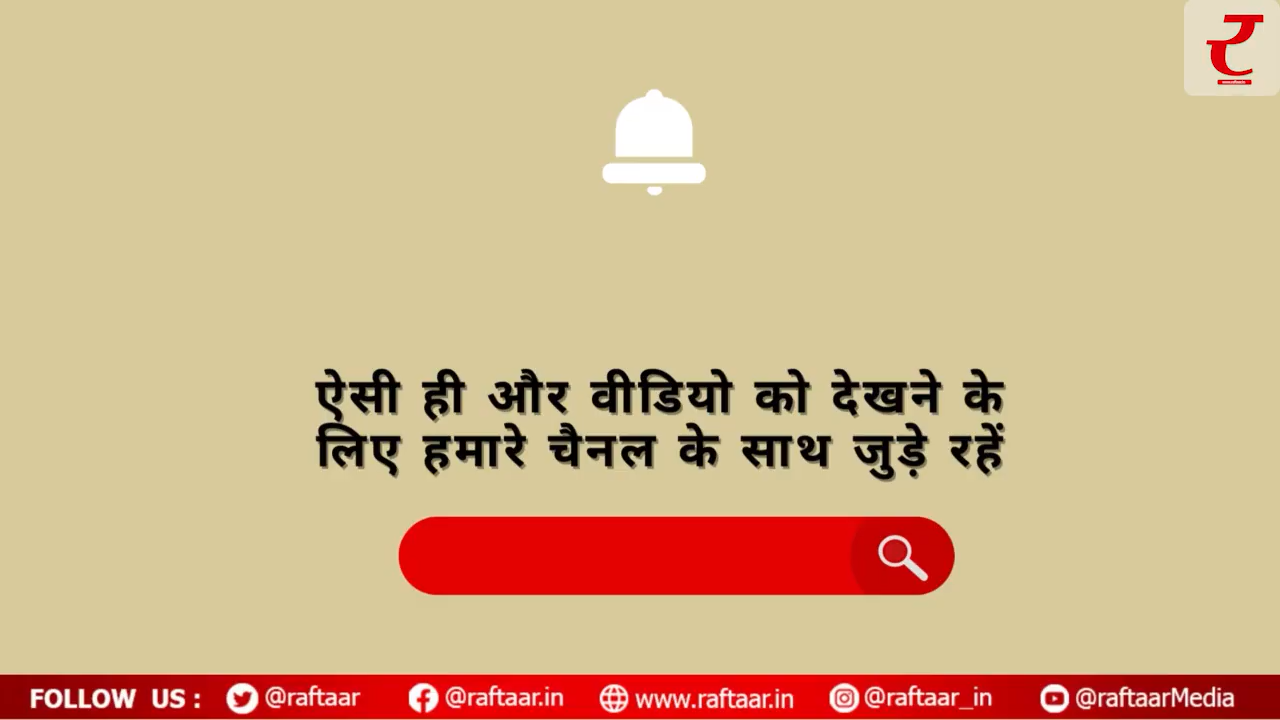 ऐसी ही और वीडियो को देखने के
लिए हमारे चैनल के साथ जुड़े रहें
FOLLOW US : @raftaar @raftaar.in www.raftaar.in @raftaar_in @raftaarMedia